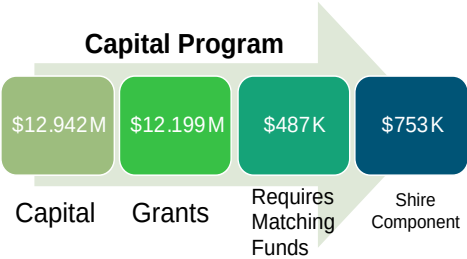 Capital Program
$12.942M
$12.199M
$487K
$753K
Capital
Grants
Requires
Matching
Funds
Shire
Component